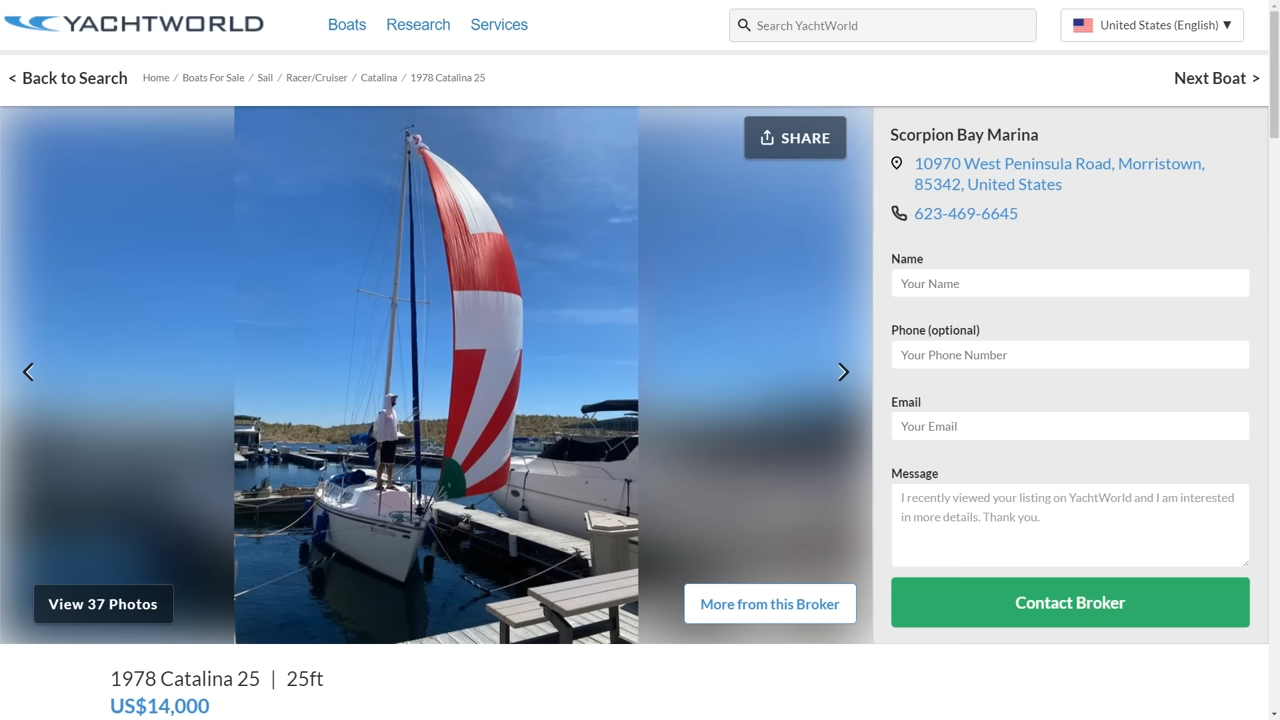 YACHTWORLD
Boats
Research
Services
Search YachtWorld
United States (English) ▼
< Back to Search
Home / Boats For Sale / Sail / Racer/Cruiser / Catalina / 1978 Catalina 25
Next Boat >
SHARE
View 37 Photos
More from this Broker
Scorpion Bay Marina
10970 West Peninsula Road, Morristown,
85342, United States
623-469-6645
Name
Your Name
Phone (optional)
Your Phone Number
Email
Your Email
Message
I recently viewed your listing on YachtWorld and I am interested
in more details. Thank you.
Contact Broker
1978 Catalina 25 | 25ft
US$14,000